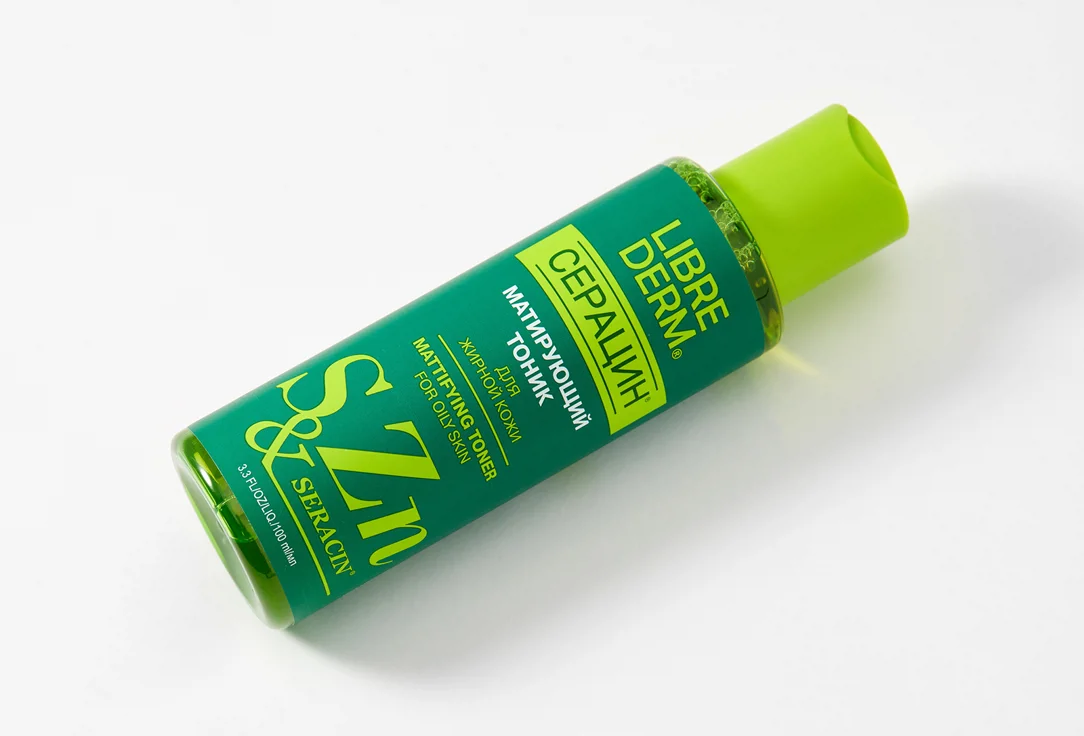 LIBRE
DERM®
СЕРАЦИН®
МАТИРУЮЩИЙ
ТОНИК
ДЛЯ
ЖИРНОЙ КОЖИ
MATTIFYING TONER
FOR OILY SKIN
S&Zn
SERACIN®
3.3 FL/OZ/LIQ./100 ml/мл